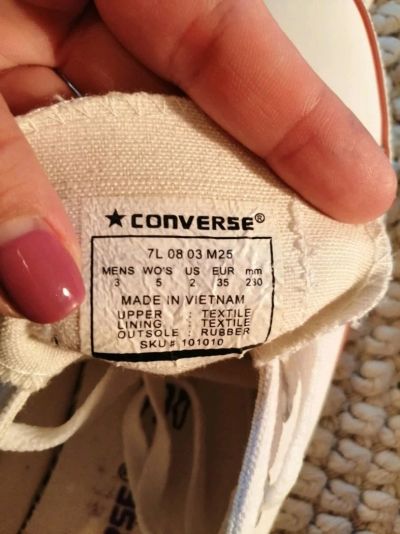 ★CONVERSE®
7L 08 03 M25
MENS WO'S US EUR mm
3 5 2 35 230
MADE IN VIETNAM
UPPER : TEXTILE
LINING : TEXTILE
OUTSOLE : RUBBER
SKU # 101010